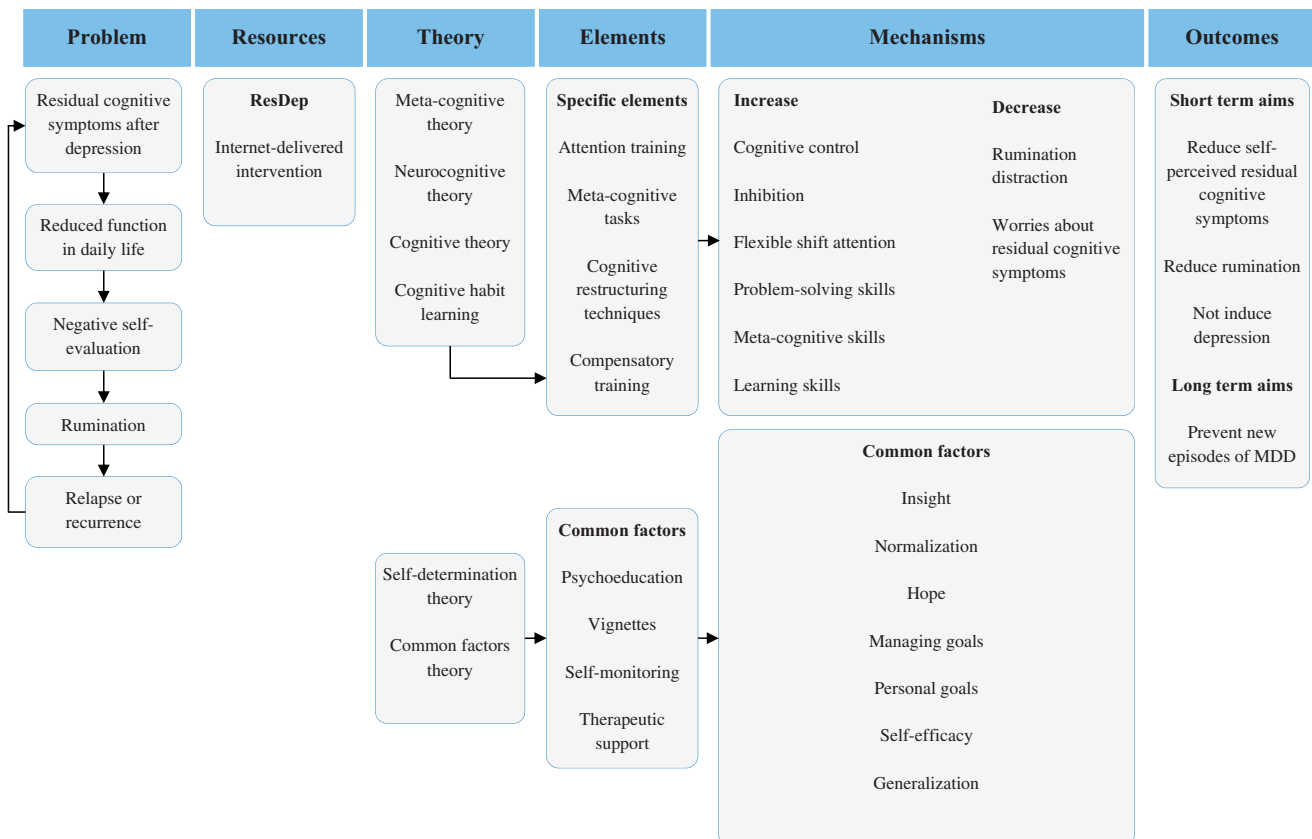 Problem
Resources
Theory
Elements
Mechanisms
Outcomes
Residual cognitive
symptoms after
depression
Reduced function
in daily life
Negative self-
evaluation
Rumination
Relapse or
recurrence
ResDep
Internet-delivered
intervention
Meta-cognitive
theory
Neurocognitive
theory
Cognitive theory
Cognitive habit
learning
Self-determination
theory
Common factors
theory
Specific elements
Attention training
Meta-cognitive
tasks
Cognitive
restructuring
techniques
Compensatory
training
Common factors
Psychoeducation
Vignettes
Self-monitoring
Therapeutic
support
Increase
Cognitive control
Inhibition
Flexible shift attention
Problem-solving skills
Meta-cognitive skills
Learning skills
Decrease
Rumination
distraction
Worries about
residual cognitive
symptoms
Common factors
Insight
Normalization
Hope
Managing goals
Personal goals
Self-efficacy
Generalization
Short term aims
Reduce self-
perceived residual
cognitive
symptoms
Reduce rumination
Not induce
depression
Long term aims
Prevent new
episodes of MDD